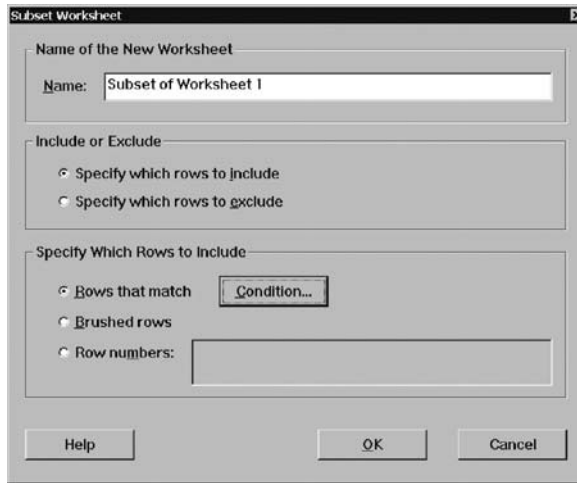 Subset Worksheet
Name of the New Worksheet
Name: Subset of Worksheet 1
Include or Exclude
Specify which rows to include
Specify which rows to exclude
Specify Which Rows to Include
Rows that match Condition...
Brushed rows
Row numbers:
Help OK Cancel